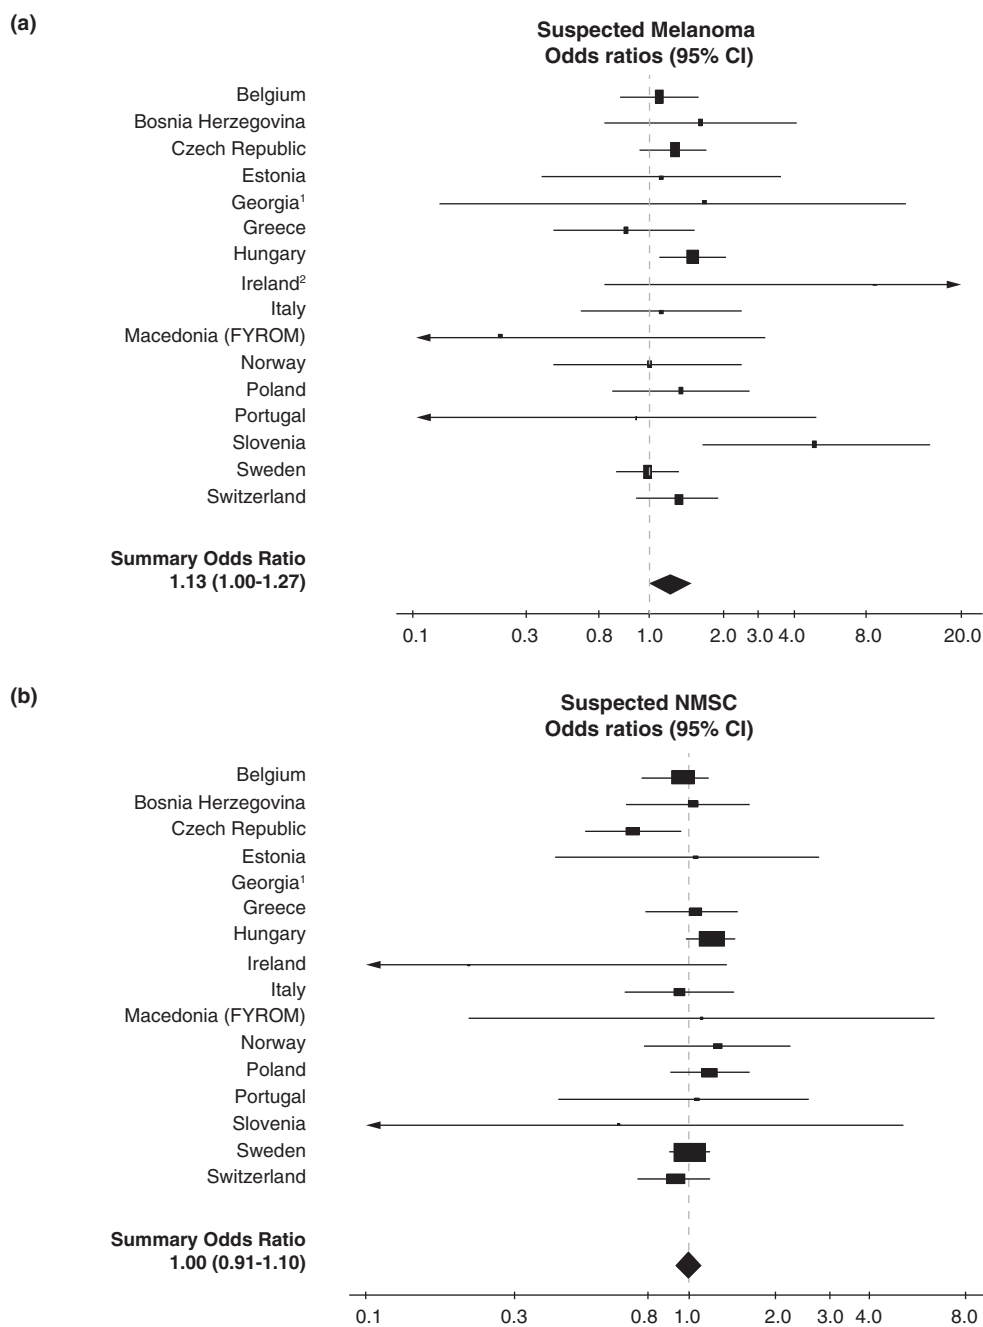 (a)
Suspected Melanoma
Odds ratios (95% CI)
Belgium
Bosnia Herzegovina
Czech Republic
Estonia
Georgia¹
Greece
Hungary
Ireland²
Italy
Macedonia (FYROM)
Norway
Poland
Portugal
Slovenia
Sweden
Switzerland
Summary Odds Ratio
1.13 (1.00-1.27)
0.1 0.3 0.8 1.0 2.0 3.0 4.0 8.0 20.0
(b)
Suspected NMSC
Odds ratios (95% CI)
Belgium
Bosnia Herzegovina
Czech Republic
Estonia
Georgia¹
Greece
Hungary
Ireland
Italy
Macedonia (FYROM)
Norway
Poland
Portugal
Slovenia
Sweden
Switzerland
Summary Odds Ratio
1.00 (0.91-1.10)
0.1 0.3 0.8 1.0 2.0 3.0 4.0 8.0